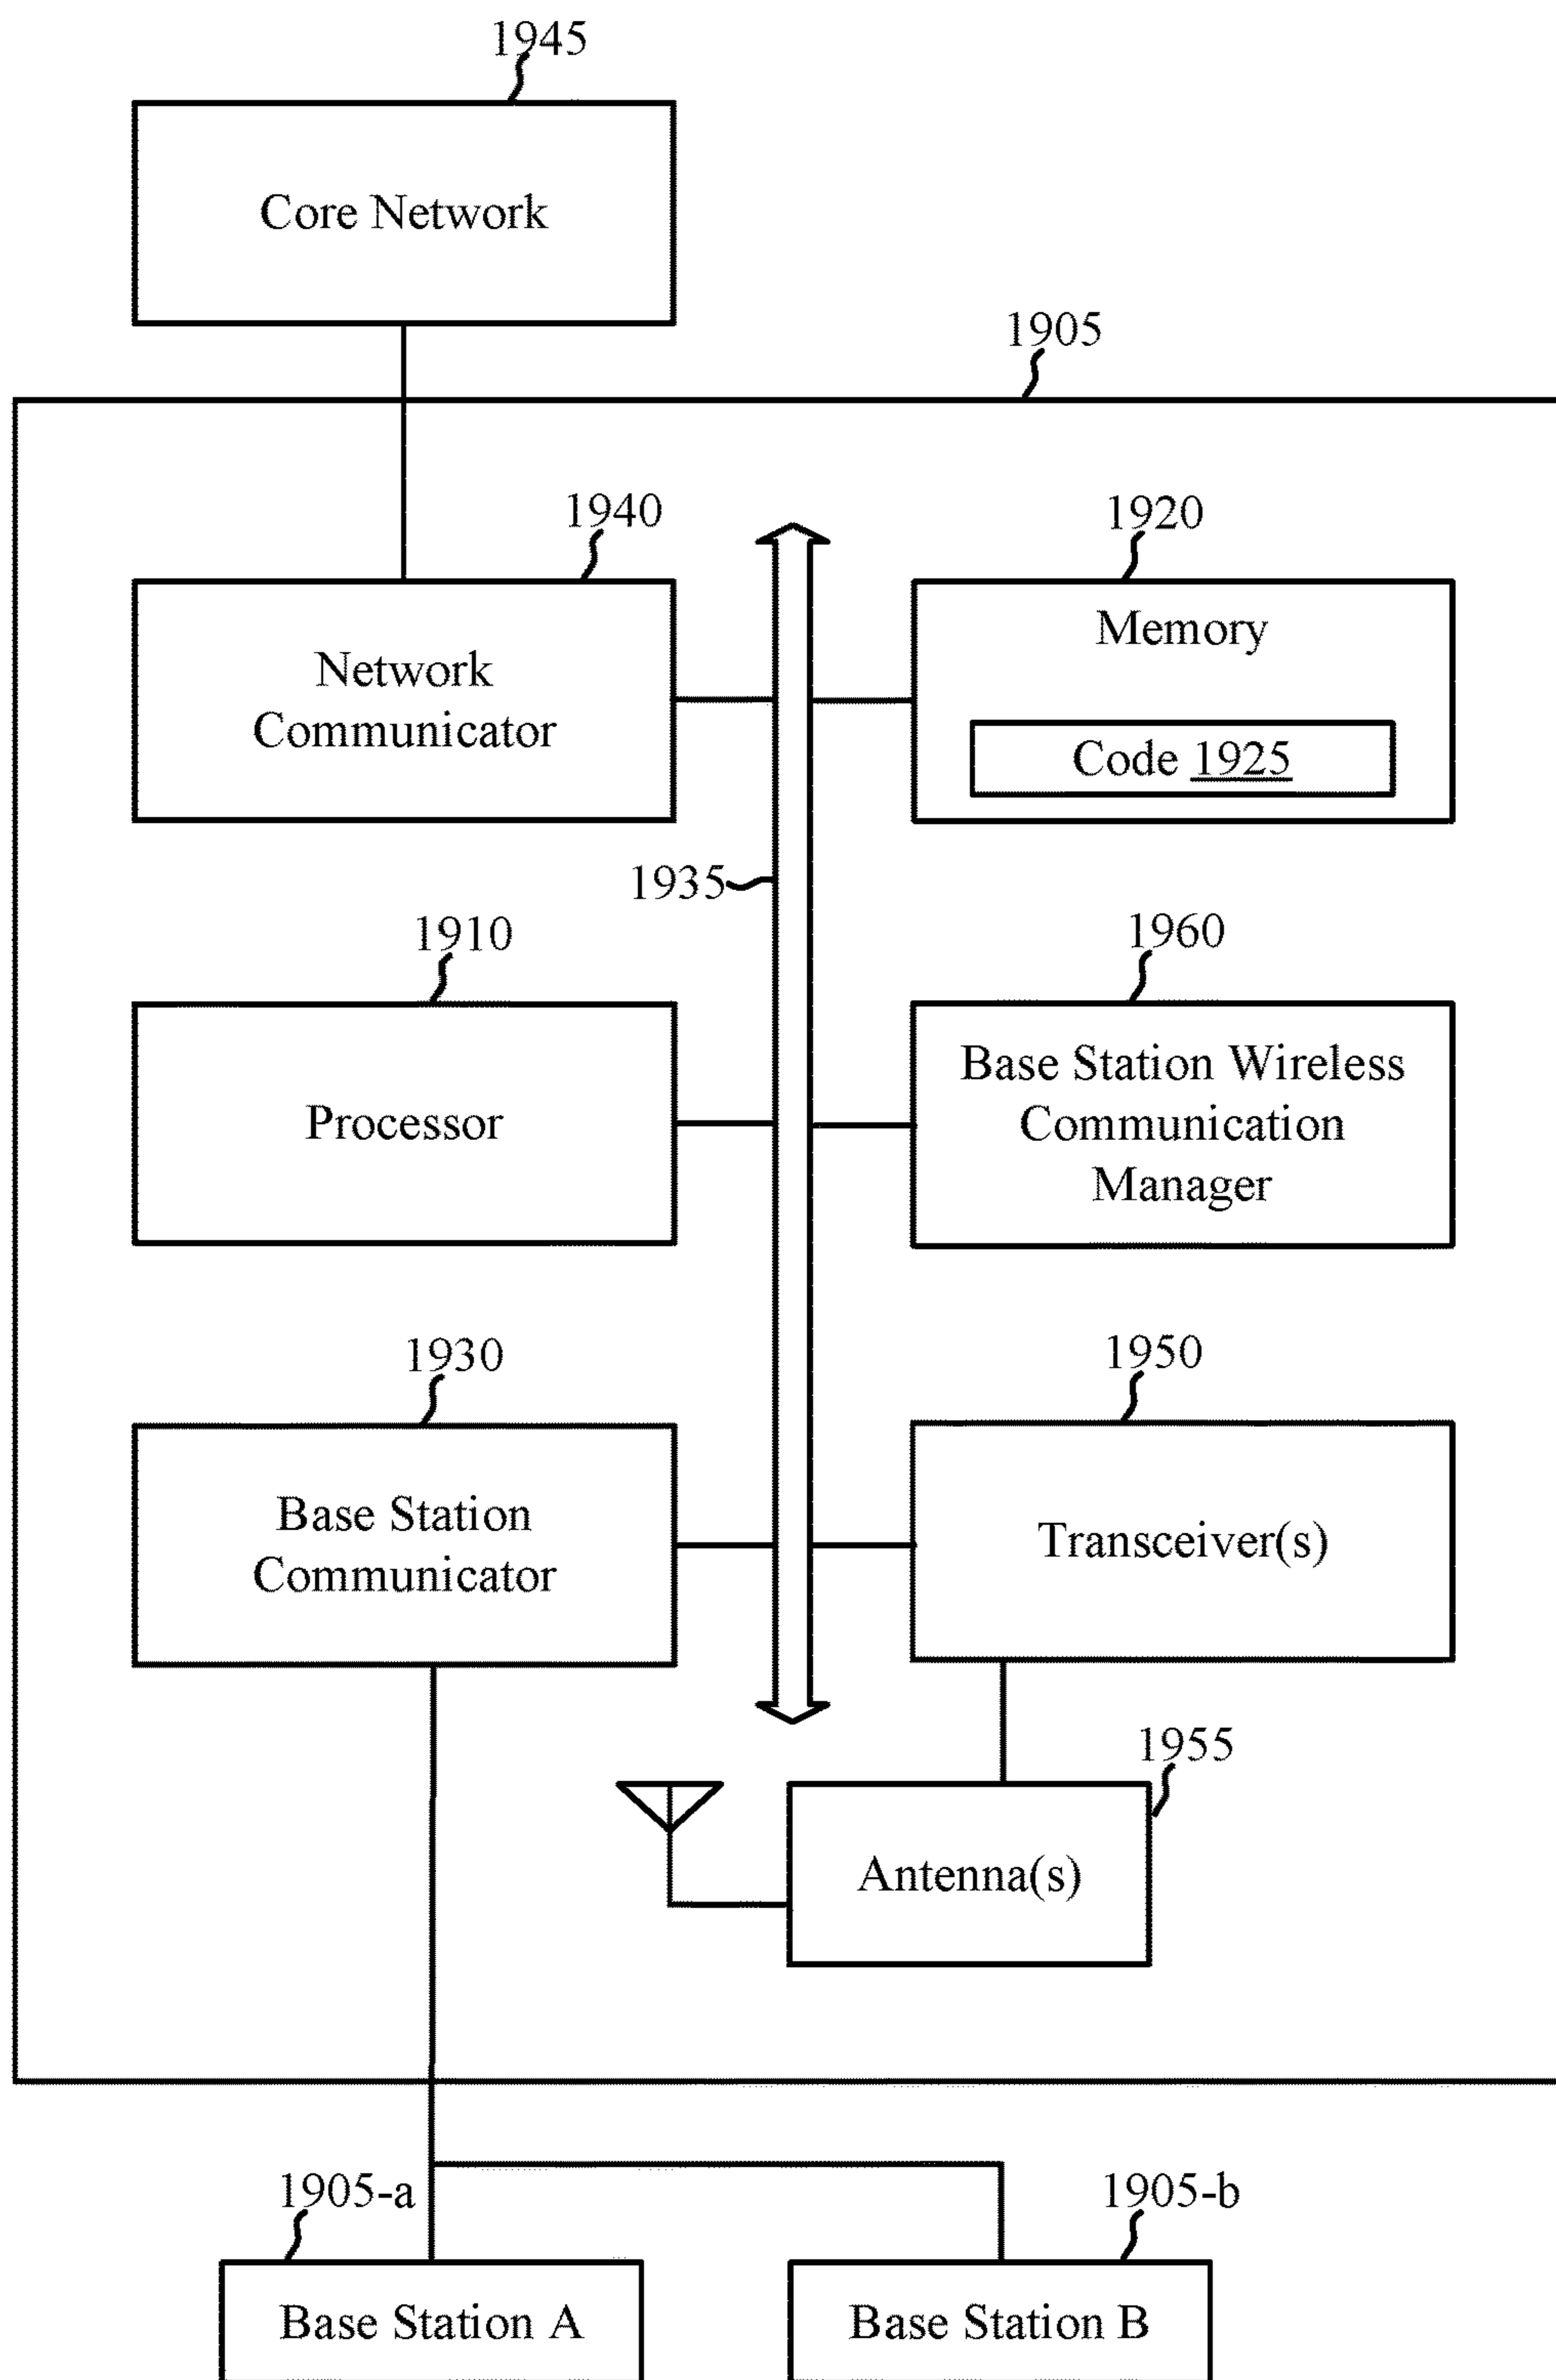 1945
Core Network
1905
1940
1920
Network
Communicator
Memory
Code 1925
1935
1910
1960
Processor
Base Station Wireless
Communication
Manager
1930
1950
Base Station
Communicator
Transceiver(s)
1955
Antenna(s)
1905-a
1905-b
Base Station A
Base Station B